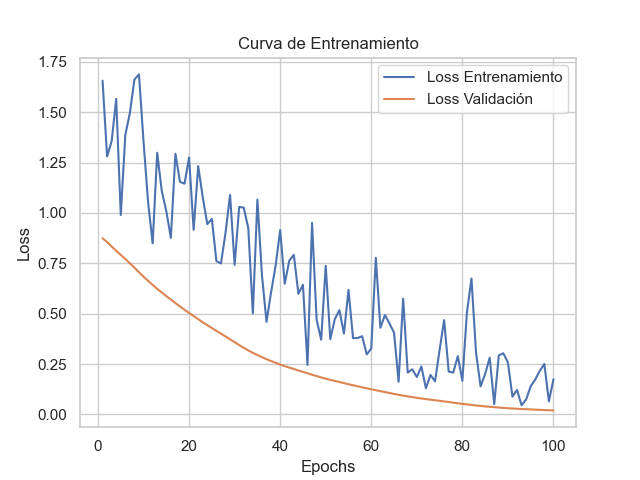 Curva de Entrenamiento
Loss Entrenamiento
Loss Validación
Loss
1.75
1.50
1.25
1.00
0.75
0.50
0.25
0.00
0
20
40
60
80
100
Epochs